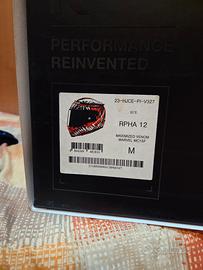 PERFORMANCE
REINVENTED
23-HJCE-PI-V327
RPHA 12
MAXIMIZED VENOM
MARVEL MC1SF
M